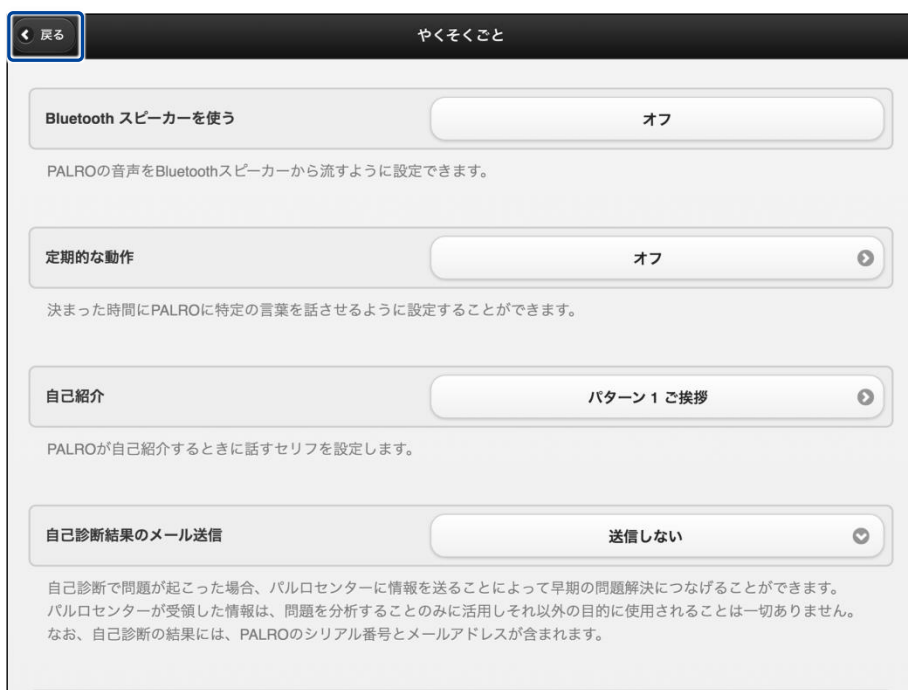 戻る
やくそくごと
Bluetooth スピーカーを使う
オフ
PALROの音声をBluetoothスピーカーから流すように設定できます。
定期的な動作
オフ
決まった時間にPALROに特定の言葉を話させるように設定することができます。
自己紹介
パターン 1 ご挨拶
PALROが自己紹介するときに話すセリフを設定します。
自己診断結果のメール送信
送信しない
自己診断で問題が起こった場合、パルロセンターに情報を送ることによって早期の問題解決につなげることができます。
パルロセンターが受領した情報は、問題を分析することのみに活用しそれ以外の目的に使用されることは一切ありません。
なお、自己診断の結果には、PALROのシリアル番号とメールアドレスが含まれます。